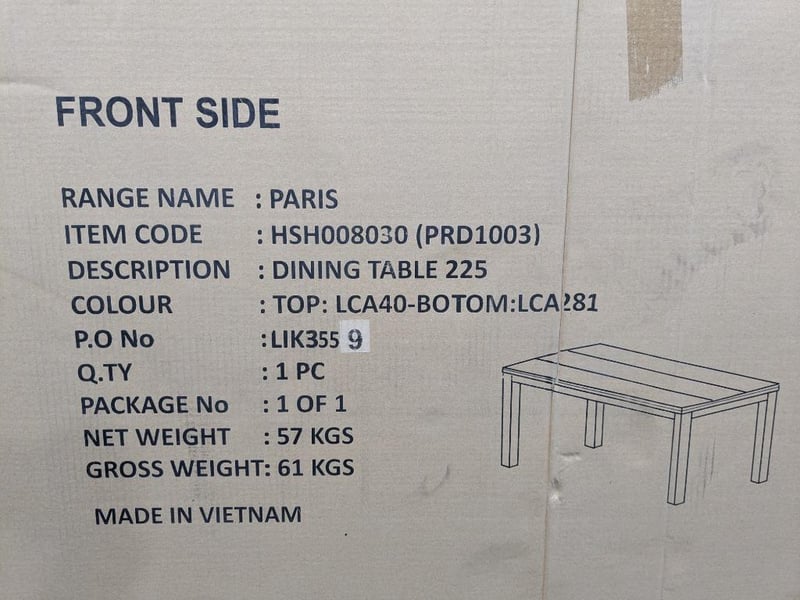 FRONT SIDE
RANGE NAME : PARIS
ITEM CODE : HSH008030 (PRD1003)
DESCRIPTION : DINING TABLE 225
COLOUR : TOP: LCA40-BOTOM:LCA281
P.O No :LIK3559
Q.TY : 1 PC
PACKAGE No : 1 OF 1
NET WEIGHT : 57 KGS
GROSS WEIGHT: 61 KGS
MADE IN VIETNAM